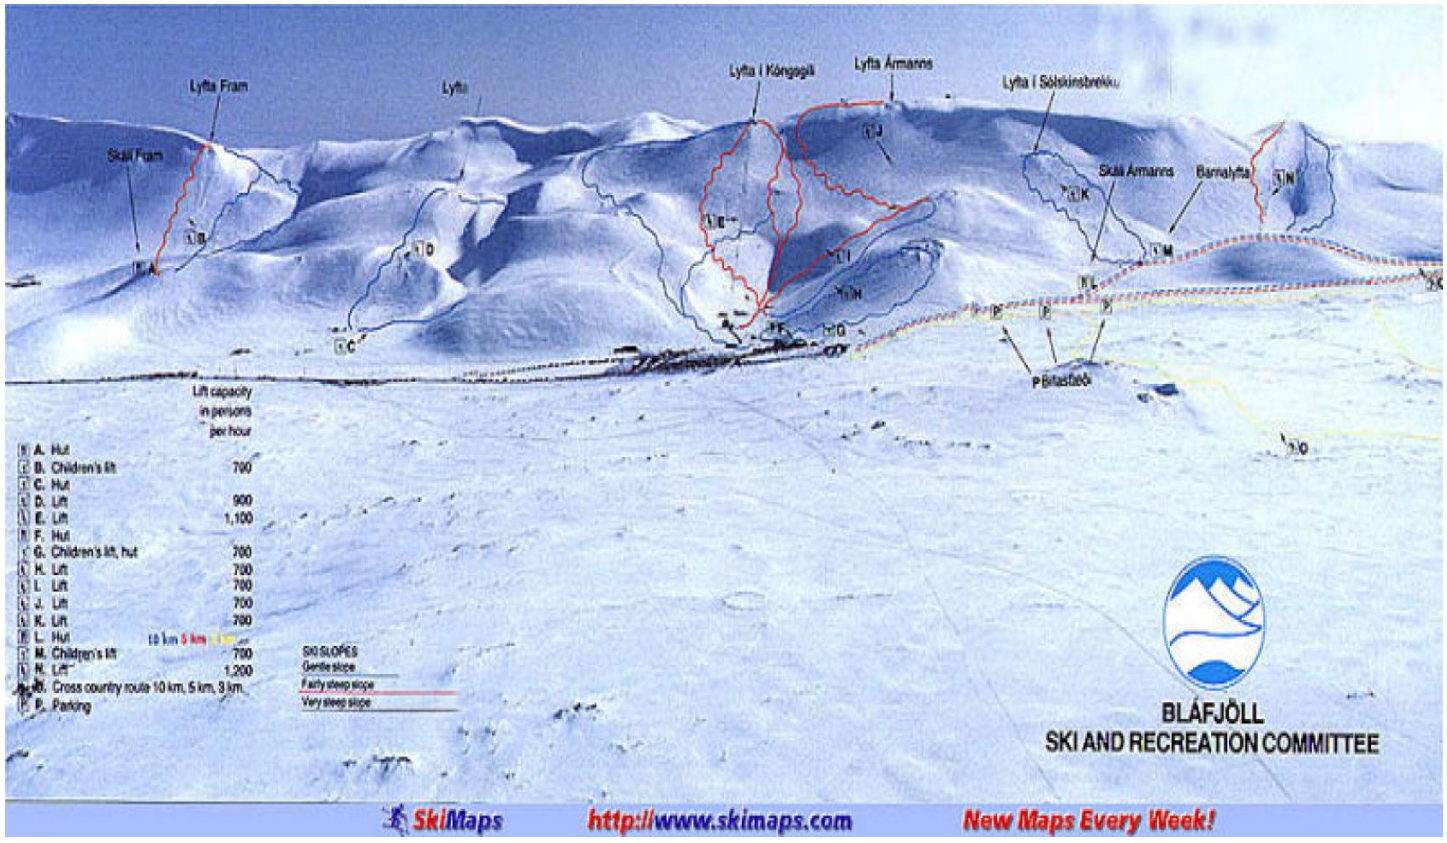 Lyfta Fram
Lyfta
Lyfta í Kóngsgili
Lyfta Ármanns
Lyfta í Sólskinsbrekku
Skáli Fram
Skáli Ármanns
Barnalyfta
A
B
C
D
E
F
G
H
I
J
K
L
M
N
O
O
P P P
P Bílastæði
Lift capacity
in persons
per hour
A. Hut
B. Children's lift 700
C. Hut
D. Lift 900
E. Lift 1,100
F. Hut
G. Children's lift, hut 700
H. Lift 700
I. Lift 700
J. Lift 700
K. Lift 700
L. Hut 10 km 5 km
M. Children's lift 700
N. Lift 1,200
O. Cross country route 10 km, 5 km, 3 km.
P. Parking
SKI SLOPES
Gentle slope
Fairly steep slope
Very steep slope
BLÁFJÖLL
SKI AND RECREATION COMMITTEE
SkiMaps http://www.skimaps.com New Maps Every Week!